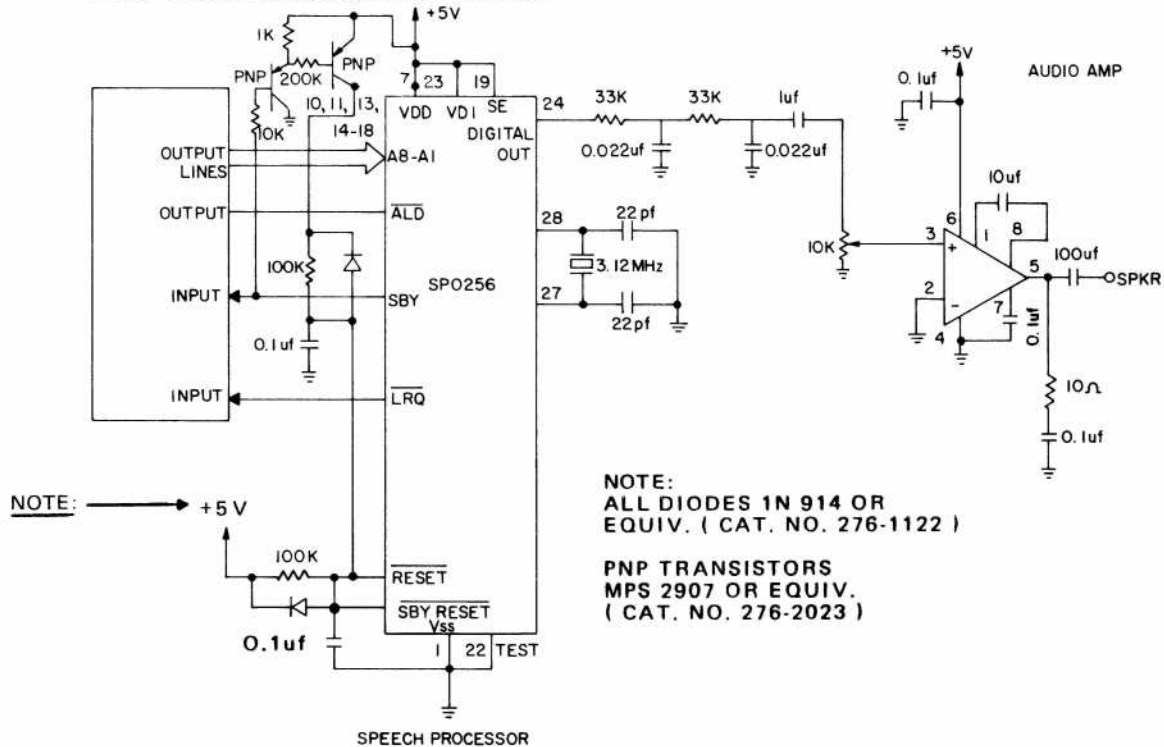 +5V
1K
PNP
200K
PNP
10K
10, 11, 13,
14-18
7
23
19
VDD
VDI
SE
24
DIGITAL
OUT
33K
33K
1uf
0.022uf
0.022uf
+5V
0.1uf
AUDIO AMP
OUTPUT
LINES
A8-A1
OUTPUT
ALD
28
22 pf
10K
10uf
6
1
8
3
+
5
100uf
SPKR
100K
SPO256
3.12MHz
INPUT
SBY
27
22pf
2
-
4
7
0.1uf
0.1uf
INPUT
LRQ
10Ω
0.1uf
NOTE:
+5 V
NOTE:
ALL DIODES 1N 914 OR
EQUIV. ( CAT. NO. 276-1122 )
PNP TRANSISTORS
MPS 2907 OR EQUIV.
( CAT. NO. 276-2023 )
100K
RESET
SBY RESET
Vss
0.1uf
1
22
TEST
SPEECH PROCESSOR